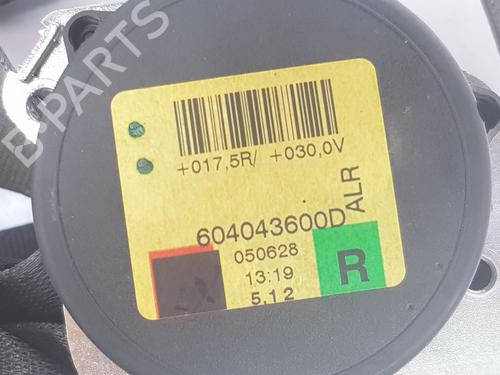 B-PARTS
+017,5R/ +030,0V
604043600D
ALR
050628
13:19
5,12
R